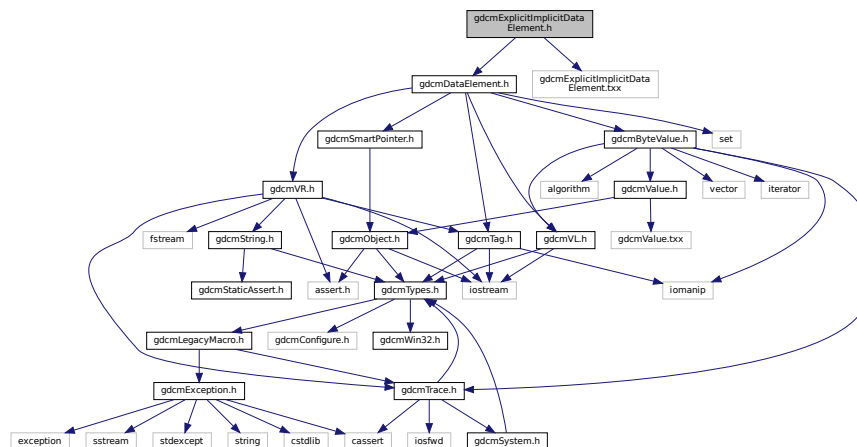 gdcmExplicitImplicitData
Element.h
gdcmDataElement.h
gdcmExplicitImplicitData
Element.txx
gdcmSmartPointer.h
gdcmByteValue.h
set
gdcmVR.h
algorithm
gdcmValue.h
vector
iterator
fstream
gdcmString.h
gdcmObject.h
gdcmTag.h
gdcmVL.h
gdcmValue.txx
gdcmStaticAssert.h
assert.h
gdcmTypes.h
iostream
iomanip
gdcmLegacyMacro.h
gdcmConfigure.h
gdcmWin32.h
gdcmException.h
gdcmTrace.h
exception
sstream
stdexcept
string
cstdlib
cassert
iosfwd
gdcmSystem.h